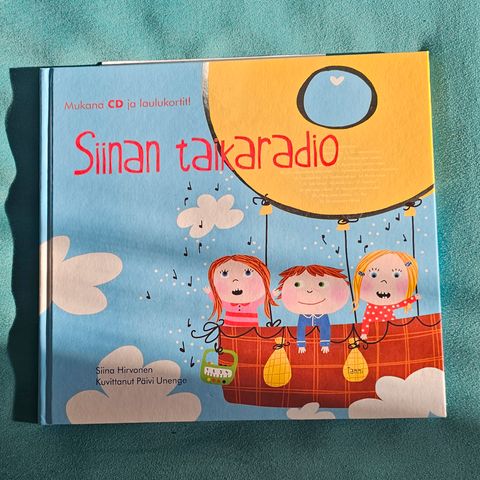 Mukana CD ja laulukortit!
Siinan taikaradio
Siina Hirvonen
Kuvittanut Päivi Unenge
Tammi